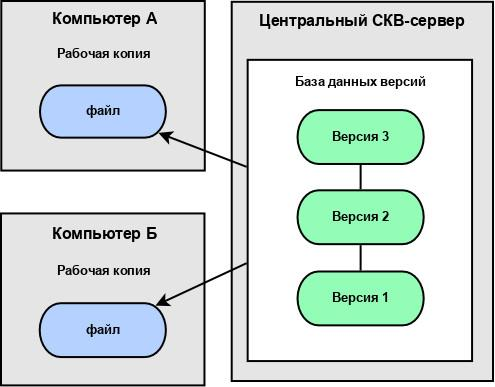 Компьютер А
Рабочая копия
файл
Компьютер Б
Рабочая копия
файл
Центральный СКВ-сервер
База данных версий
Версия 3
Версия 2
Версия 1